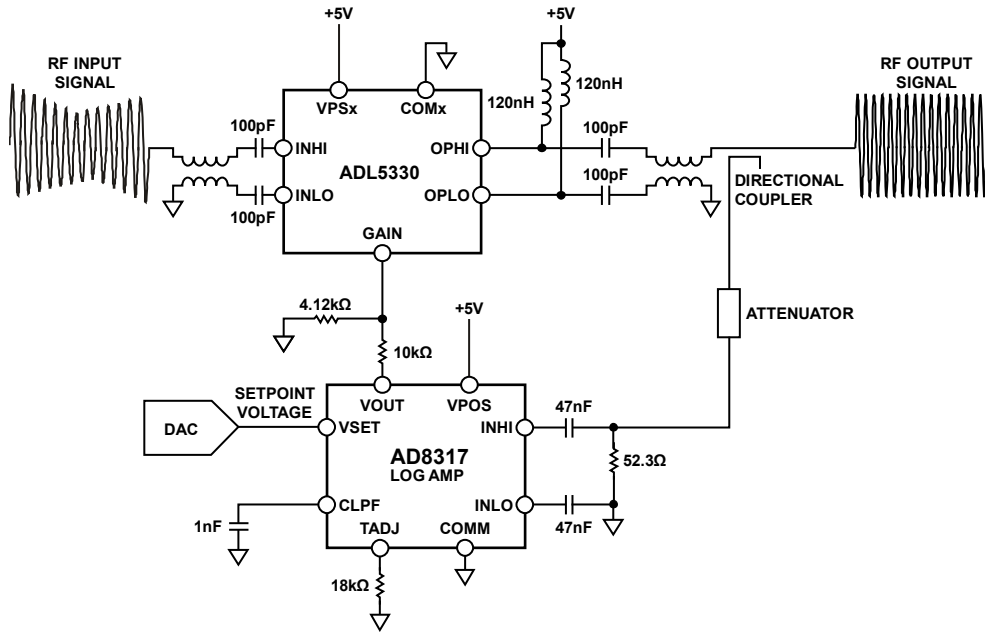 +5V
+5V
RF INPUT
SIGNAL
RF OUTPUT
SIGNAL
VPSx
COMx
120nH
120nH
100pF
100pF
INHI
OPHI
ADL5330
100pF
INLO
OPLO
100pF
DIRECTIONAL
COUPLER
GAIN
4.12kΩ
+5V
ATTENUATOR
10kΩ
SETPOINT
VOLTAGE
VOUT
VPOS
47nF
DAC
VSET
INHI
AD8317
LOG AMP
52.3Ω
CLPF
INLO
1nF
47nF
TADJ
COMM
18kΩ